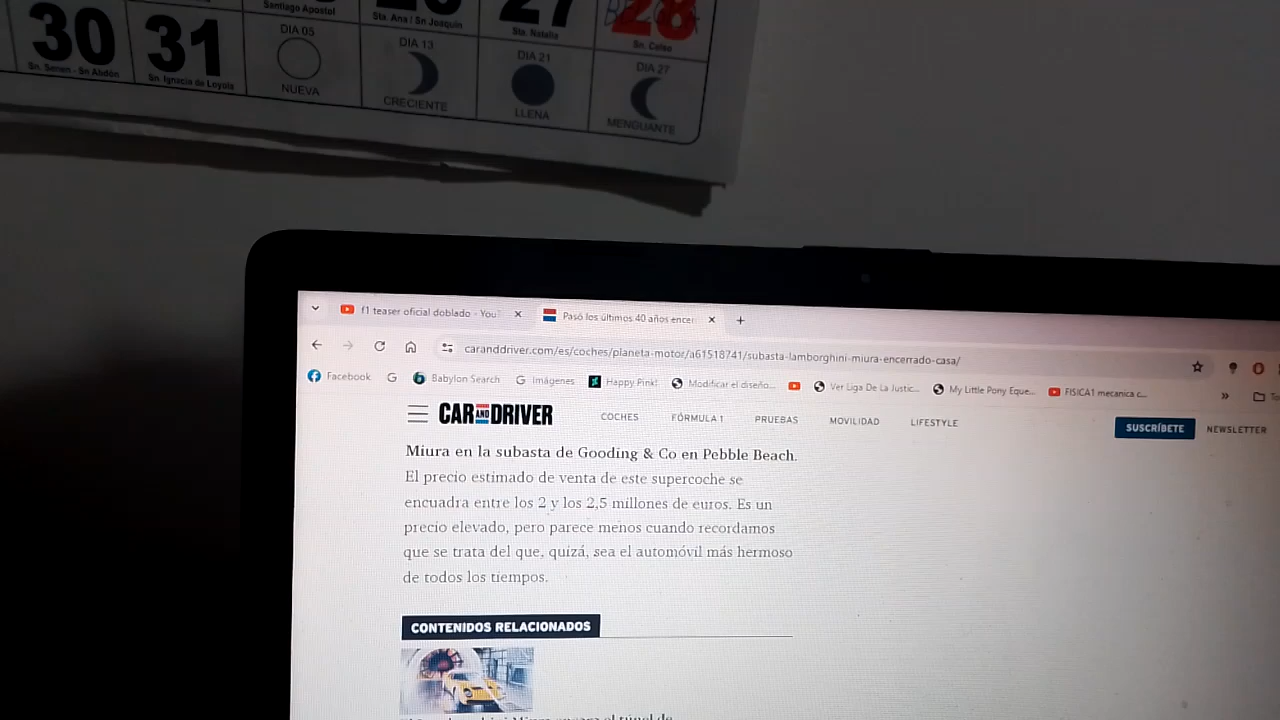 Santiago Apostol
Sta. Ana / Sn Joaquin
27
Sta. Natalia
28
Sn. Celso
30
Sn. Senen - Sn Abdón
31
Sn. Ignacio de Loyola
DIA 05
NUEVA
DIA 13
CRECIENTE
DIA 21
LLENA
DIA 27
MENGUANTE
f1 teaser oficial doblado - You
Pasó los últimos 40 años encer
caranddriver.com/es/coches/planeta-motor/a61518741/subasta-lamborghini-miura-encerrado-casa/
Facebook
Babylon Search
Imágenes
Happy Pink!
Modificar el diseño...
Ver Liga De La Justic...
My Little Pony Eque...
FISICA1 mecanica c...
CAR AND DRIVER
COCHES
FÓRMULA 1
PRUEBAS
MOVILIDAD
LIFESTYLE
SUSCRÍBETE
NEWSLETTER
Miura en la subasta de Gooding & Co en Pebble Beach.
El precio estimado de venta de este supercoche se
encuadra entre los 2 y los 2,5 millones de euros. Es un
precio elevado, pero parece menos cuando recordamos
que se trata del que, quizá, sea el automóvil más hermoso
de todos los tiempos.
CONTENIDOS RELACIONADOS